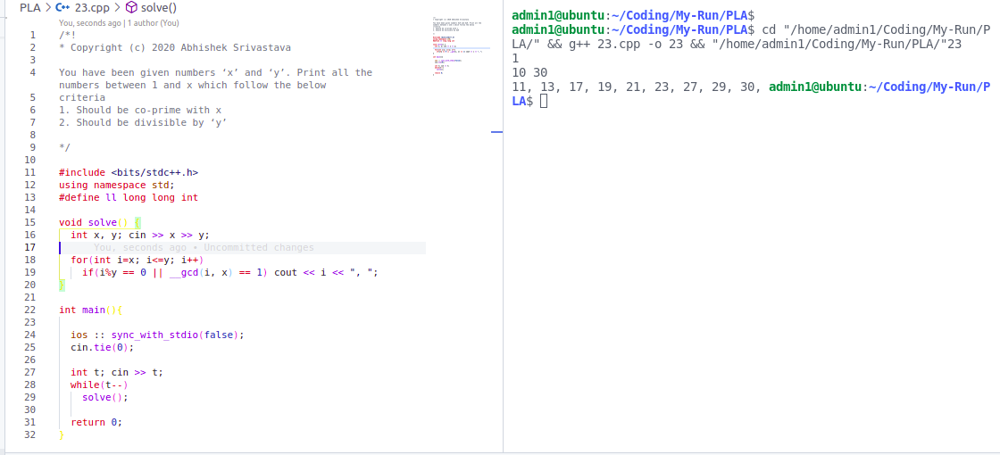 PLA > C++ 23.cpp > solve()
You, seconds ago | 1 author (You)
1 /*!
2 * Copyright (c) 2020 Abhishek Srivastava
3
4 You have been given numbers ‘x’ and ‘y’. Print all the
numbers between 1 and x which follow the below
5 criteria
6 1. Should be co-prime with x
7 2. Should be divisible by ‘y’
8
9 */
10
11 #include <bits/stdc++.h>
12 using namespace std;
13 #define ll long long int
14
15 void solve() {
16 int x, y; cin >> x >> y;
17 You, seconds ago • Uncommitted changes
18 for(int i=x; i<=y; i++)
19 if(i%y == 0 || __gcd(i, x) == 1) cout << i << ", ";
20 }
21
22 int main(){
23
24 ios :: sync_with_stdio(false);
25 cin.tie(0);
26
27 int t; cin >> t;
28 while(t--)
29 solve();
30
31 return 0;
32 }
admin1@ubuntu:~/Coding/My-Run/PLA$
admin1@ubuntu:~/Coding/My-Run/PLA$ cd "/home/admin1/Coding/My-Run/P
LA/" && g++ 23.cpp -o 23 && "/home/admin1/Coding/My-Run/PLA/"23
1
10 30
11, 13, 17, 19, 21, 23, 27, 29, 30, admin1@ubuntu:~/Coding/My-Run/P
LA$